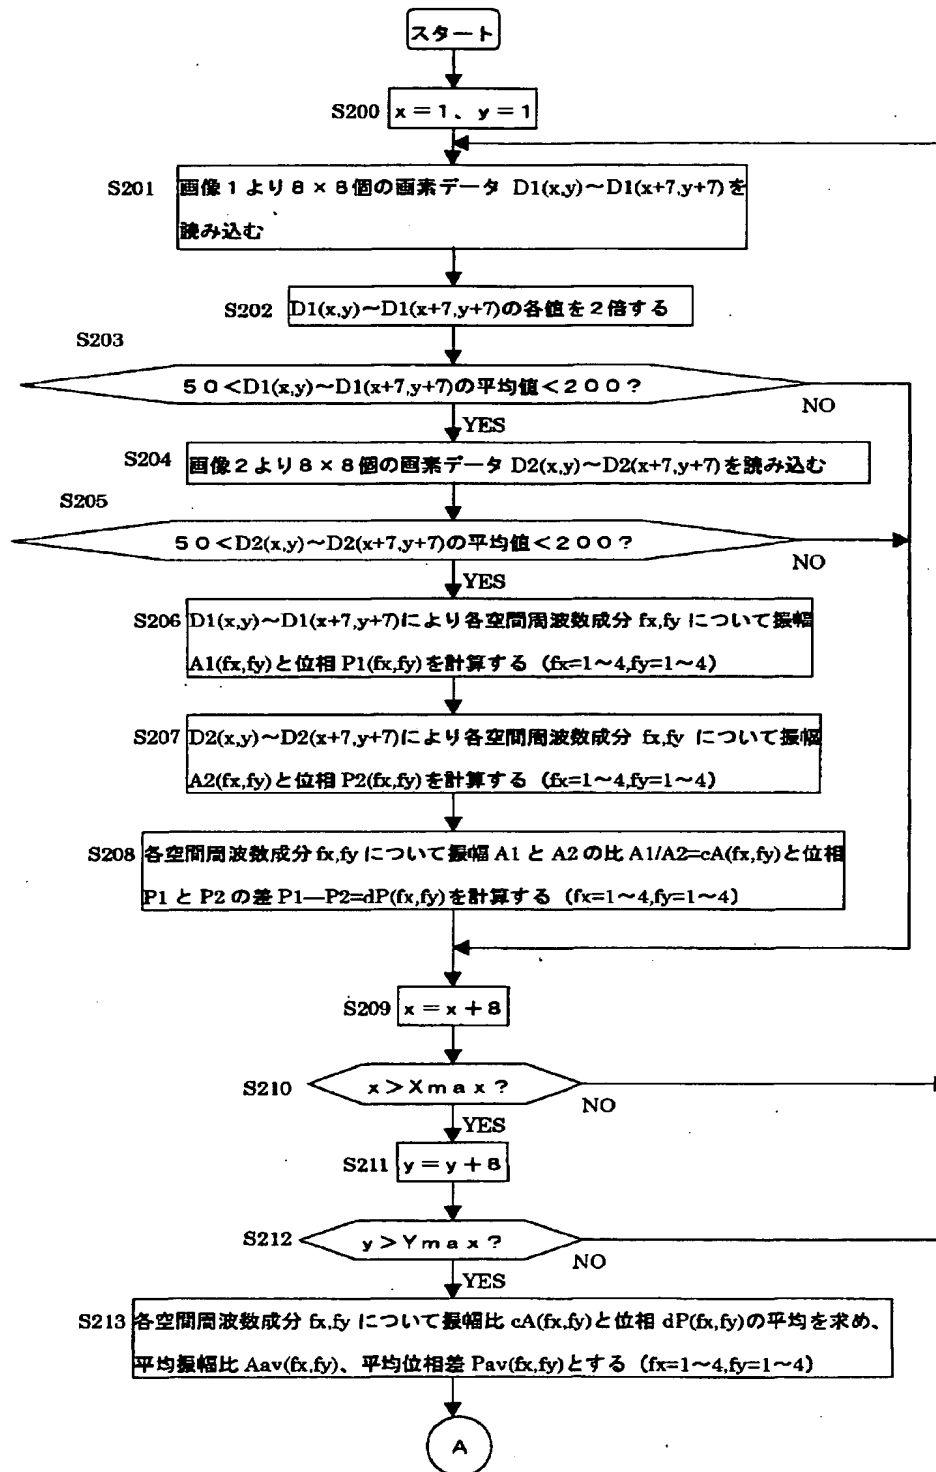 スタート
S200 x=1、y=1
S201 画像1より8×8個の画素データ D1(x,y)~D1(x+7,y+7)を
読み込む
S202 D1(x,y)~D1(x+7,y+7)の各値を2倍する
S203
50<D1(x,y)~D1(x+7,y+7)の平均値<200?
NO
YES
S204 画像2より8×8個の画素データ D2(x,y)~D2(x+7,y+7)を読み込む
S205
50<D2(x,y)~D2(x+7,y+7)の平均値<200?
NO
YES
S206 D1(x,y)~D1(x+7,y+7)により各空間周波数成分 fx,fy について振幅
A1(fx,fy)と位相 P1(fx,fy)を計算する(fx=1~4,fy=1~4)
S207 D2(x,y)~D2(x+7,y+7)により各空間周波数成分 fx,fy について振幅
A2(fx,fy)と位相 P2(fx,fy)を計算する(fx=1~4,fy=1~4)
S208 各空間周波数成分 fx,fy について振幅 A1 と A2 の比 A1/A2=cA(fx,fy)と位相
P1 と P2 の差 P1—P2=dP(fx,fy)を計算する(fx=1~4,fy=1~4)
S209 x=x+8
S210 x>Xmax?
NO
YES
S211 y=y+8
S212 y>Ymax?
NO
YES
S213 各空間周波数成分 fx,fy について振幅比 cA(fx,fy)と位相 dP(fx,fy)の平均を求め、
平均振幅比 Aav(fx,fy)、平均位相差 Pav(fx,fy)とする(fx=1~4,fy=1~4)
A